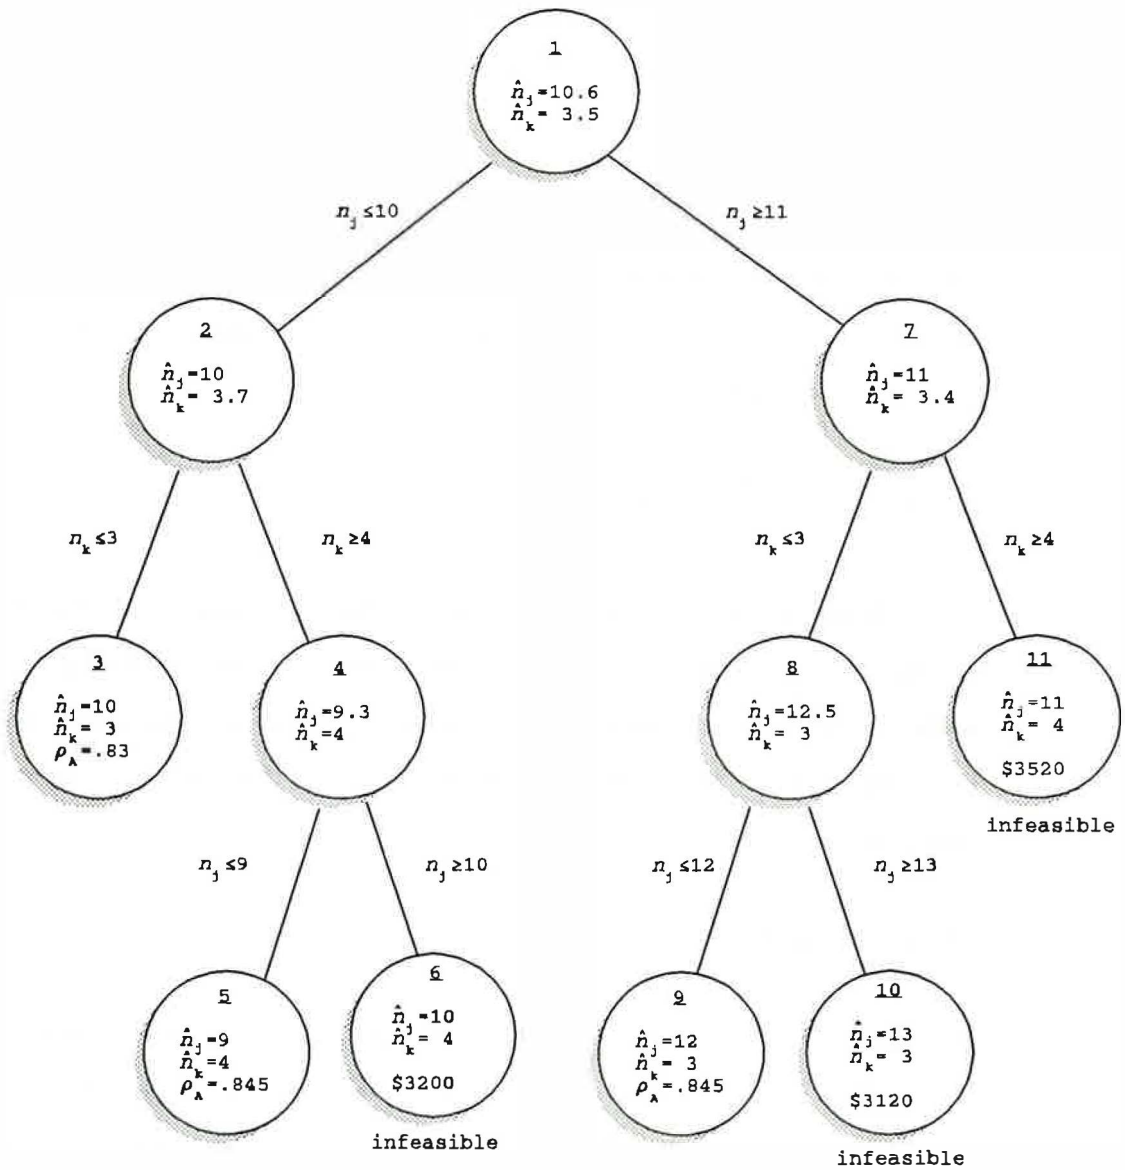 1
n̂j=10.6
n̂k= 3.5
nj≤10
nj≥11
2
n̂j=10
n̂k= 3.7
7
n̂j=11
n̂k= 3.4
nk≤3
nk≥4
nk≤3
nk≥4
3
n̂j=10
n̂k= 3
ρA=.83
4
n̂j=9.3
n̂k=4
8
n̂j=12.5
n̂k= 3
11
n̂j=11
n̂k= 4
$3520
infeasible
nj≤9
nj≥10
nj≤12
nj≥13
5
n̂j=9
n̂k=4
ρA=.845
6
n̂j=10
n̂k= 4
$3200
infeasible
9
n̂j=12
n̂k= 3
ρA=.845
10
n̂j=13
n̂k= 3
$3120
infeasible